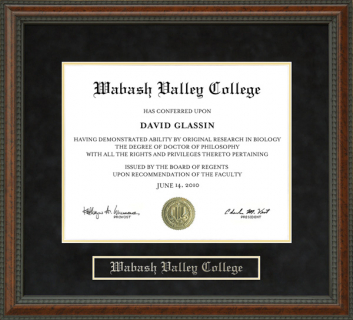 Wabash Valley College
HAS CONFERRED UPON
DAVID GLASSIN
HAVING DEMONSTRATED ABILITY BY ORIGINAL RESEARCH IN BIOLOGY
THE DEGREE OF DOCTOR OF PHILOSOPHY
WITH ALL THE RIGHTS AND PRIVILEGES THERETO PERTAINING
ISSUED BY THE BOARD OF REGENTS
UPON RECOMMENDATION OF THE FACULTY
JUNE 14, 2010
PROVOST
PRESIDENT
Wabash Valley College